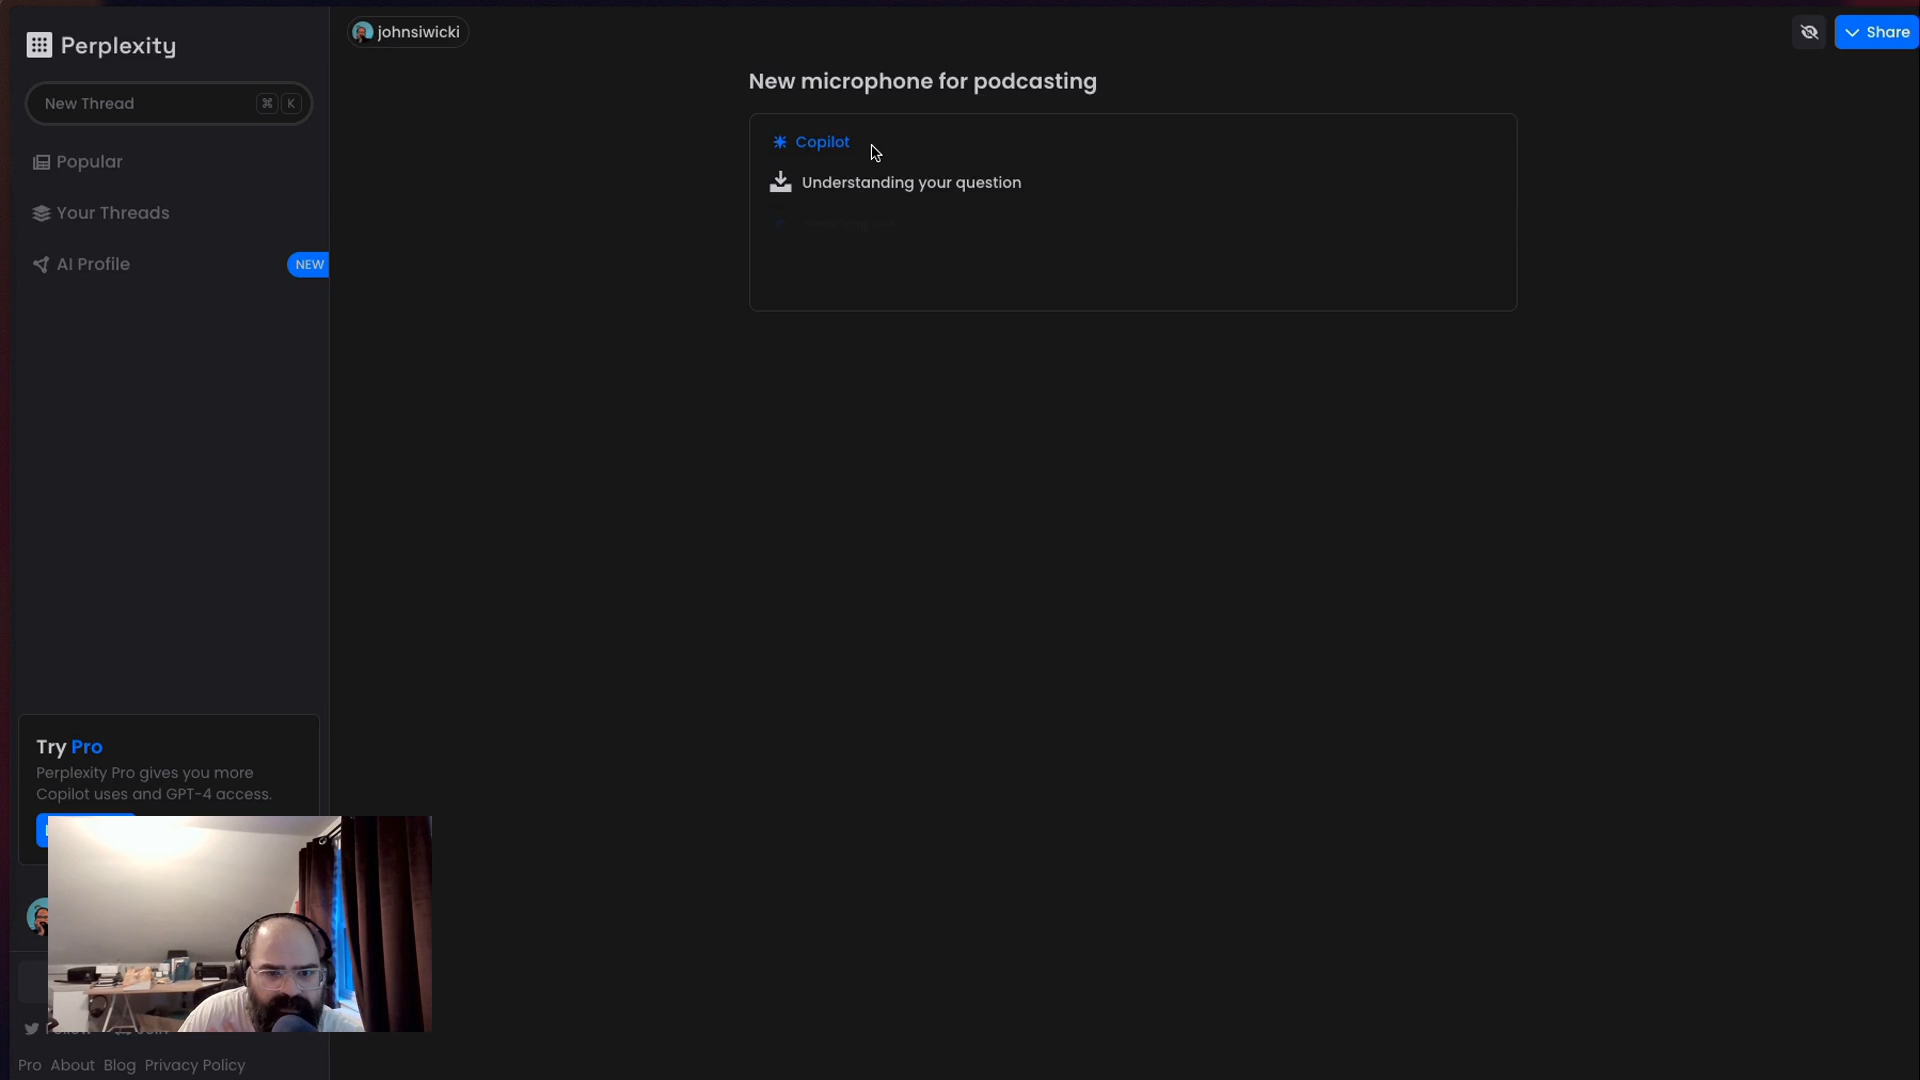 Perplexity
New Thread ⌘ K
Popular
Your Threads
AI Profile NEW
Try Pro
Perplexity Pro gives you more
Copilot uses and GPT-4 access.
Pro About Blog Privacy Policy
johnsiwicki
Share
New microphone for podcasting
Copilot
Understanding your question